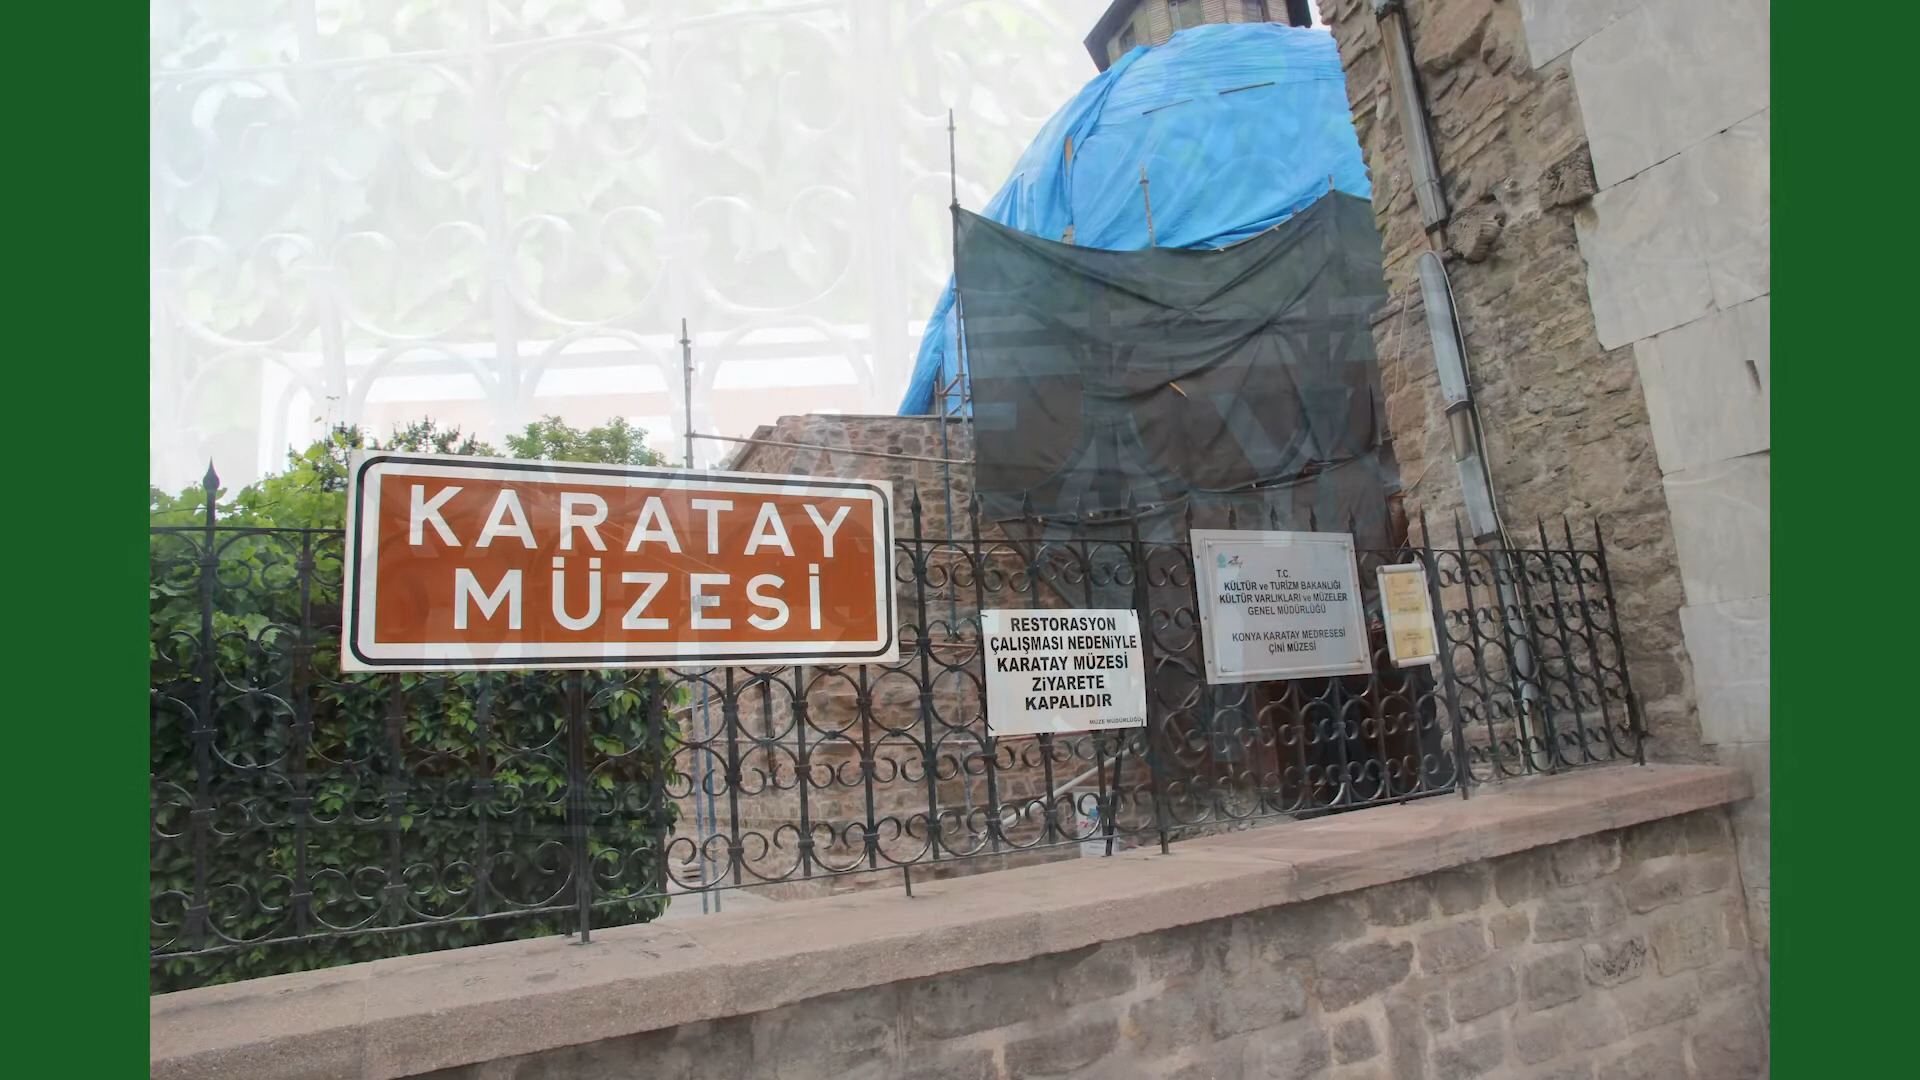 KARATAY
MÜZESİ
RESTORASYON
ÇALIŞMASI NEDENİYLE
KARATAY MÜZESİ
ZİYARETE
KAPALIDIR
MÜZE MÜDÜRLÜĞÜ
T.C.
KÜLTÜR ve TURİZM BAKANLIĞI
KÜLTÜR VARLIKLARI ve MÜZELER
GENEL MÜDÜRLÜĞÜ
KONYA KARATAY MEDRESESİ
ÇİNİ MÜZESİ